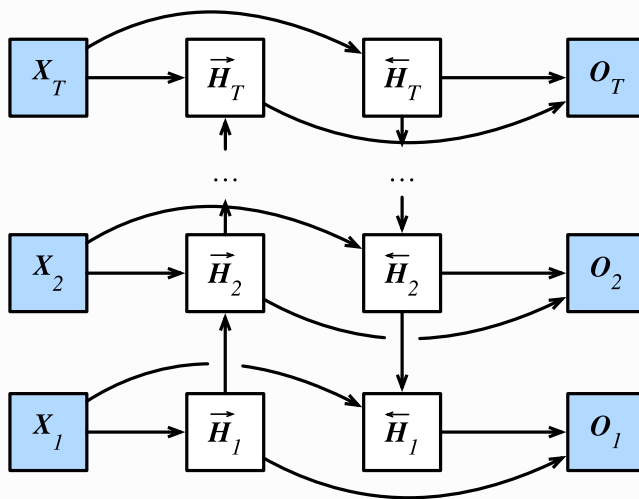 X_T →H_T ←H_T O_T
... ...
X_2 →H_2 ←H_2 O_2
X_1 →H_1 ←H_1 O_1